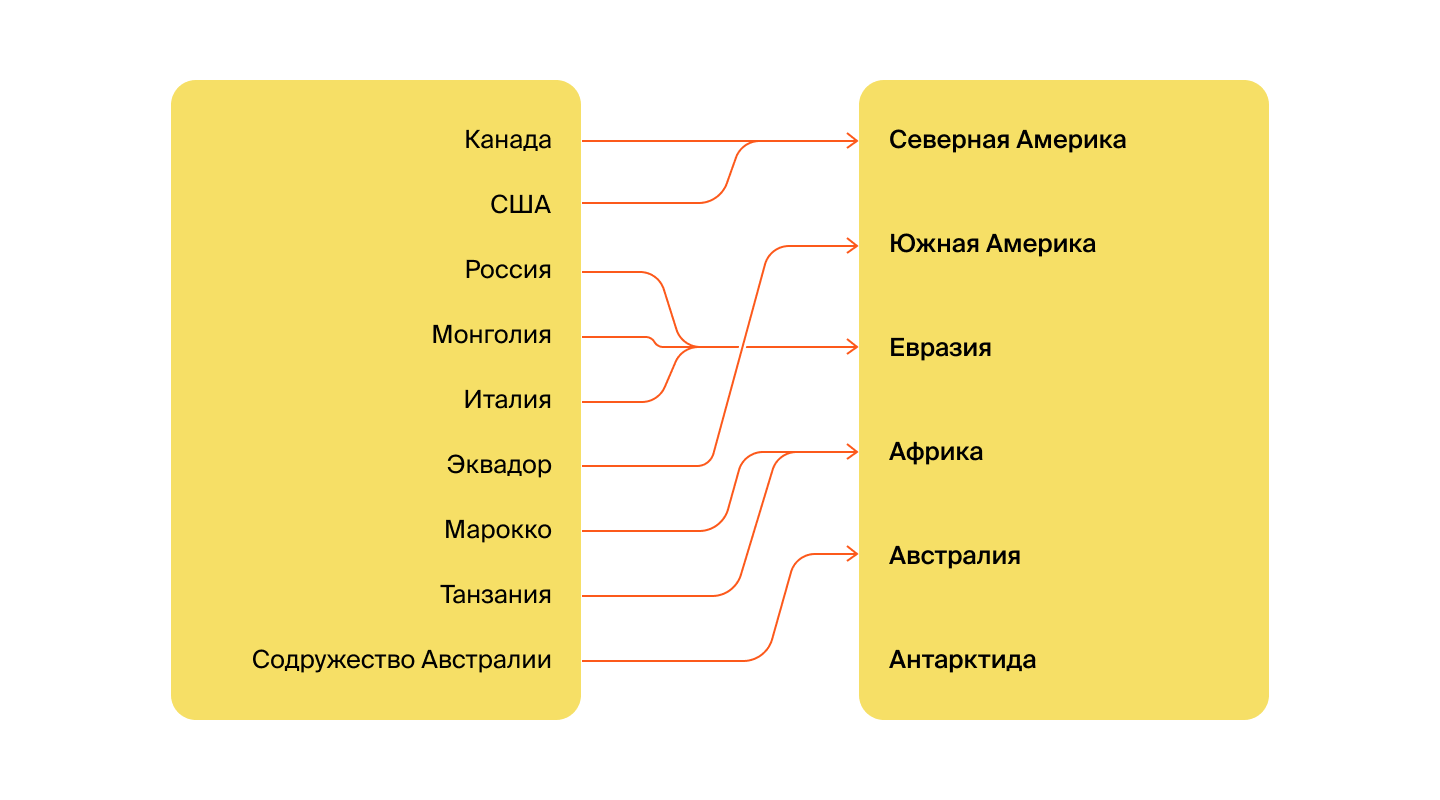 Канада
США
Россия
Монголия
Италия
Эквадор
Марокко
Танзания
Содружество Австралии
Северная Америка
Южная Америка
Евразия
Африка
Австралия
Антарктида